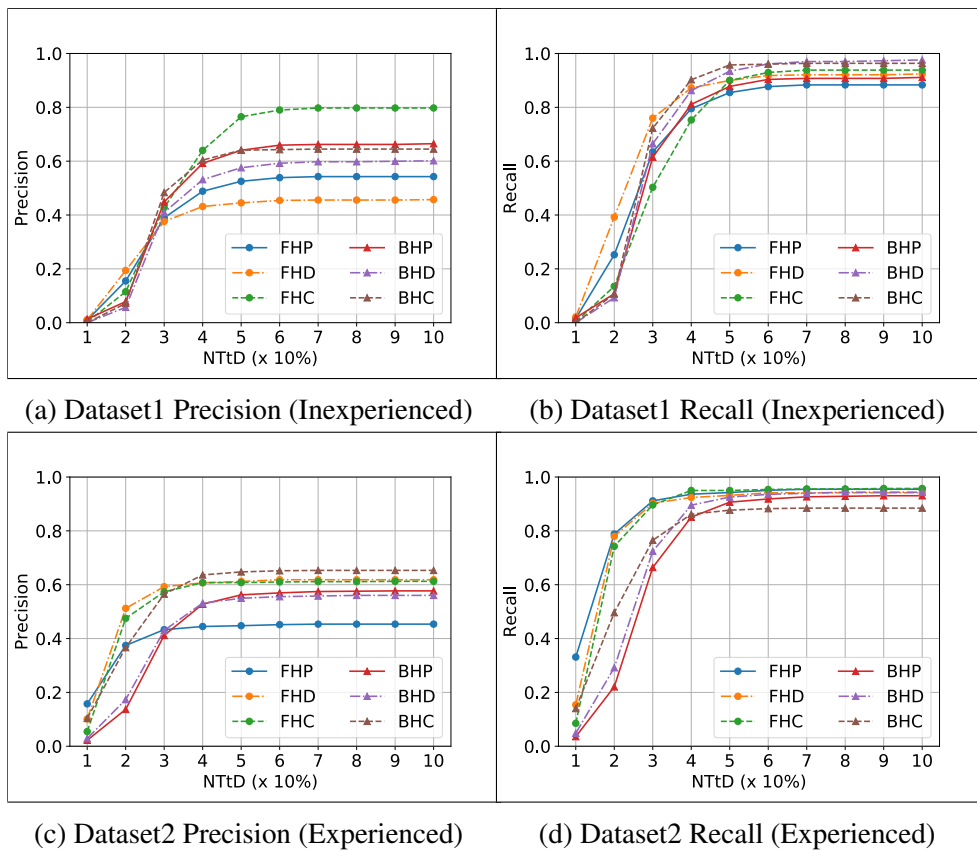 1.0
0.8
0.6
0.4
0.2
0.0
Precision
1 2 3 4 5 6 7 8 9 10
NTtD (x 10%)
FHP BHP
FHD BHD
FHC BHC
(a) Dataset1 Precision (Inexperienced)
1.0
0.8
0.6
0.4
0.2
0.0
Recall
1 2 3 4 5 6 7 8 9 10
NTtD (x 10%)
FHP BHP
FHD BHD
FHC BHC
(b) Dataset1 Recall (Inexperienced)
1.0
0.8
0.6
0.4
0.2
0.0
Precision
1 2 3 4 5 6 7 8 9 10
NTtD (x 10%)
FHP BHP
FHD BHD
FHC BHC
(c) Dataset2 Precision (Experienced)
1.0
0.8
0.6
0.4
0.2
0.0
Recall
1 2 3 4 5 6 7 8 9 10
NTtD (x 10%)
FHP BHP
FHD BHD
FHC BHC
(d) Dataset2 Recall (Experienced)